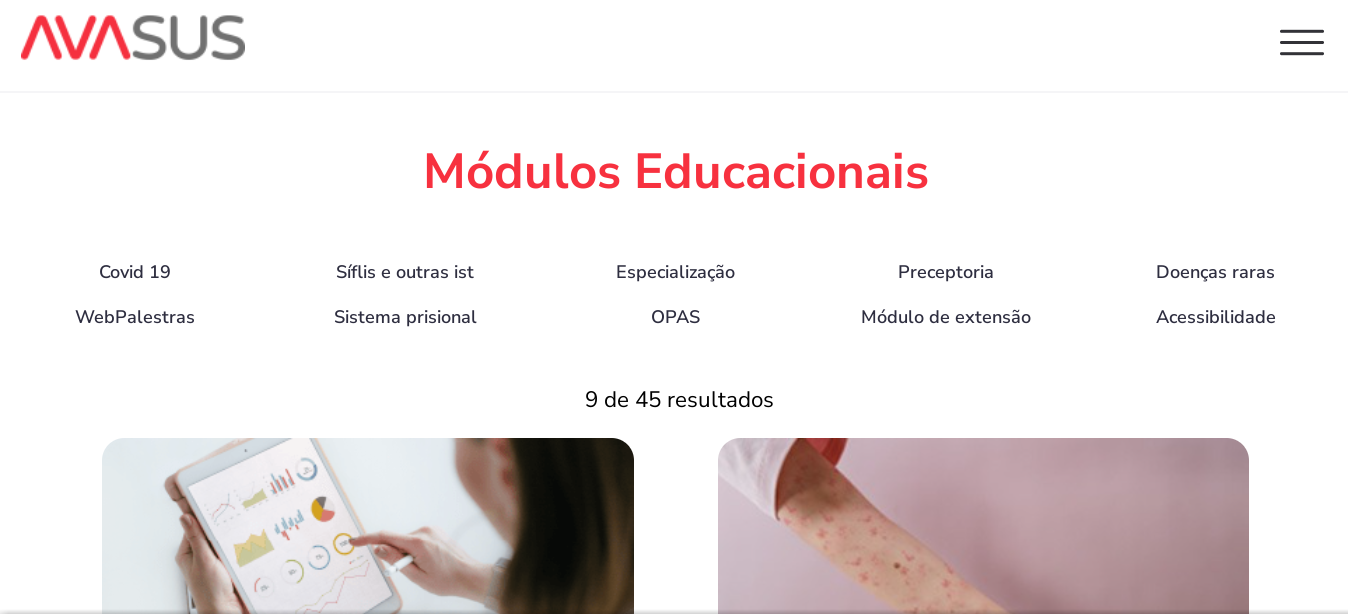 AVASUS
Módulos Educacionais
Covid 19 Síflis e outras ist Especialização Preceptoria Doenças raras
WebPalestras Sistema prisional OPAS Módulo de extensão Acessibilidade
9 de 45 resultados